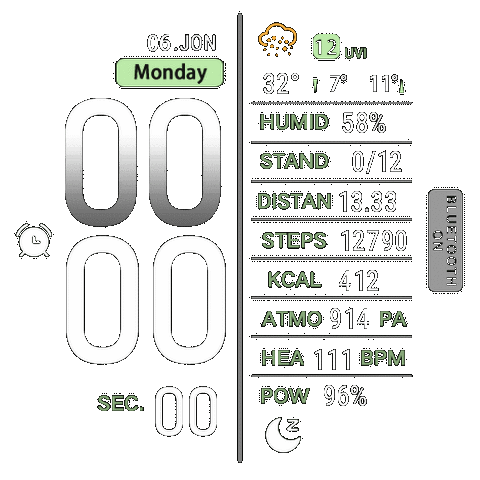 06.JON
Monday
00
00
SEC. 00
12 UVI
32° 7° 11°
HUMID 58%
STAND 0/12
DISTAN 13.33
STEPS 12790
KCAL 412
ATMO 914 PA
HEA 111 BPM
POW 96%
Z
BLUETOOTH
ON